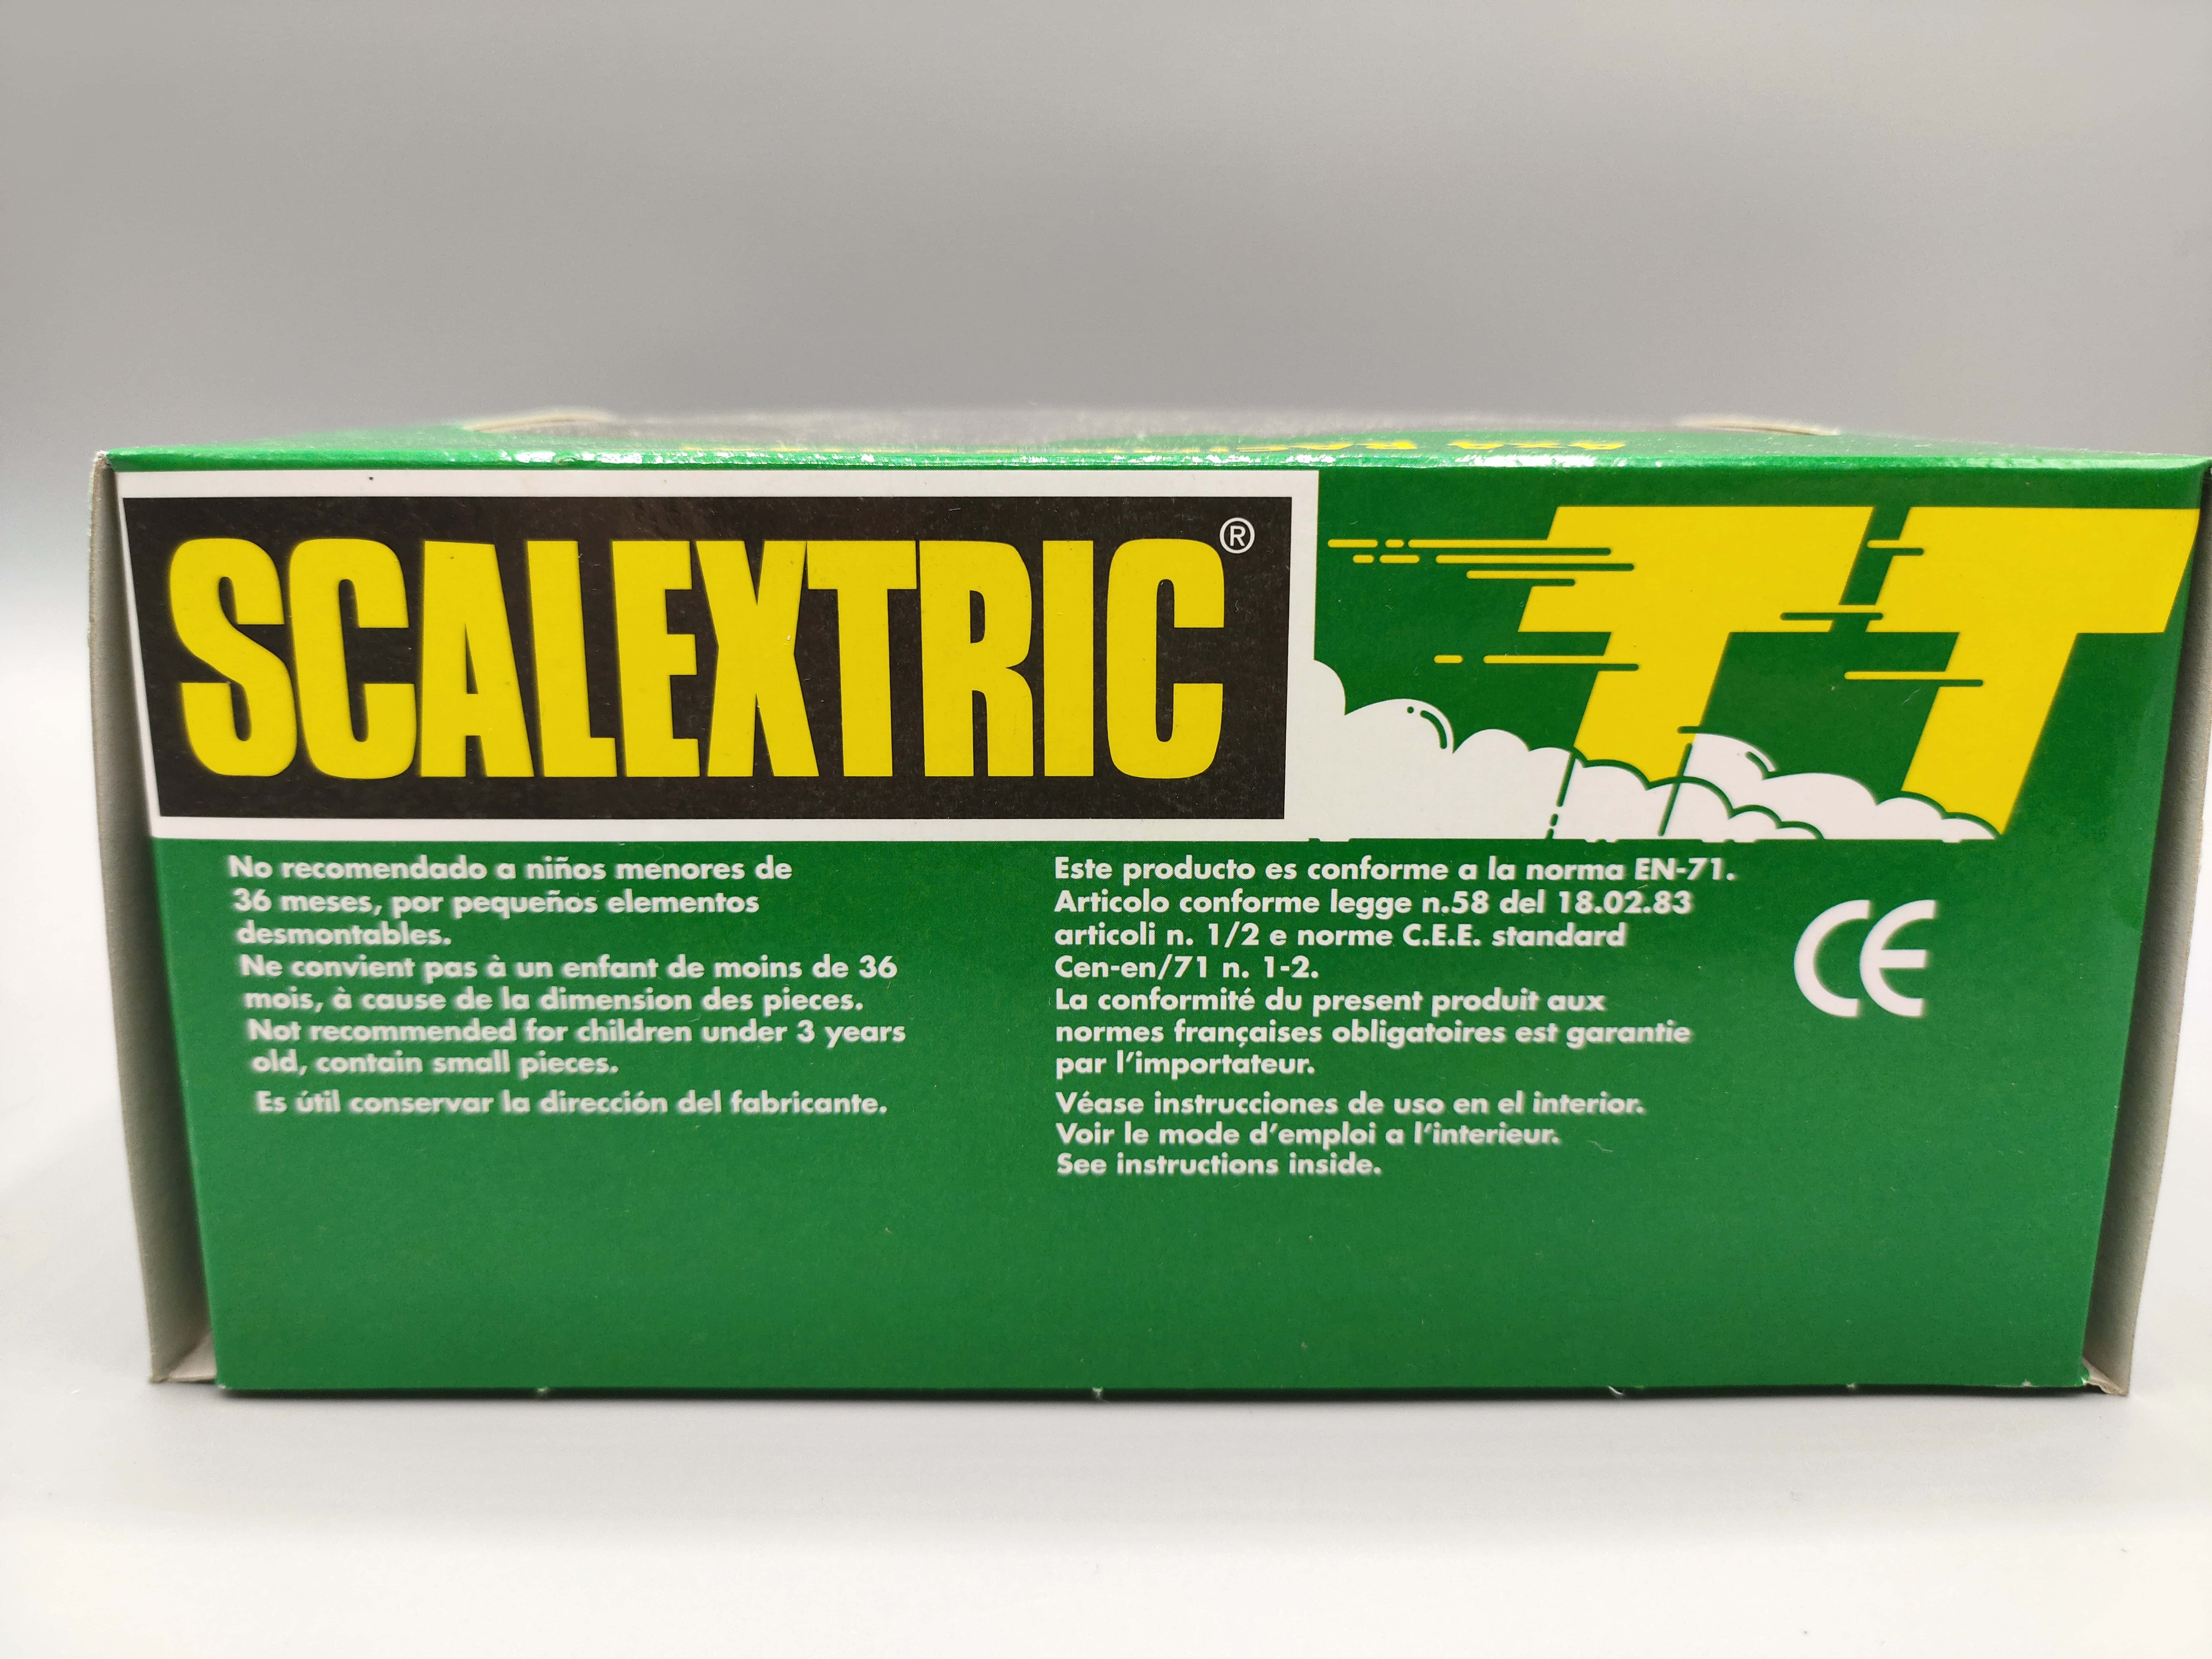 SCALEXTRIC®
TT
No recomendado a niños menores de
36 meses, por pequeños elementos
desmontables.
Ne convient pas à un enfant de moins de 36
mois, à cause de la dimension des pieces.
Not recommended for children under 3 years
old, contain small pieces.
Es útil conservar la dirección del fabricante.
Este producto es conforme a la norma EN-71.
Articolo conforme legge n.58 del 18.02.83
articoli n. 1/2 e norme C.E.E. standard
Cen-en/71 n. 1-2.
La conformité du present produit aux
normes françaises obligatoires est garantie
par l'importateur.
Véase instrucciones de uso en el interior.
Voir le mode d'emploi a l'interieur.
See instructions inside.
CE